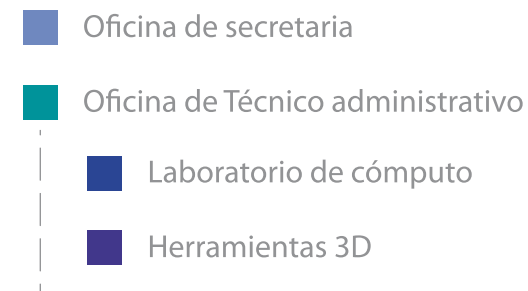 Oficina de secretaria
Oficina de Técnico administrativo
Laboratorio de cómputo
Herramientas 3D